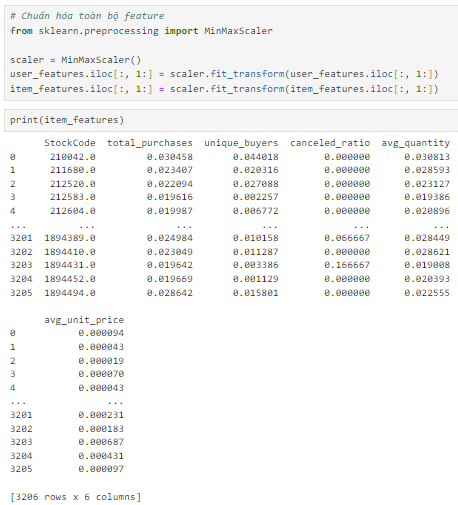 # Chuẩn hóa toàn bộ feature
from sklearn.preprocessing import MinMaxScaler
scaler = MinMaxScaler()
user_features.iloc[:, 1:] = scaler.fit_transform(user_features.iloc[:, 1:])
item_features.iloc[:, 1:] = scaler.fit_transform(item_features.iloc[:, 1:])
print(item_features)
StockCode total_purchases unique_buyers canceled_ratio avg_quantity
0 210042.0 0.030458 0.044018 0.000000 0.030813
1 211680.0 0.023407 0.020316 0.000000 0.028593
2 212520.0 0.022094 0.027088 0.000000 0.023127
3 212583.0 0.019616 0.002257 0.000000 0.019386
4 212604.0 0.019987 0.006772 0.000000 0.020896
... ... ... ... ... ...
3201 1894389.0 0.024984 0.010158 0.066667 0.028449
3202 1894410.0 0.023049 0.011287 0.000000 0.028621
3203 1894431.0 0.019642 0.003386 0.166667 0.019008
3204 1894452.0 0.019669 0.001129 0.000000 0.020393
3205 1894494.0 0.028642 0.015801 0.000000 0.022555
avg_unit_price
0 0.000094
1 0.000043
2 0.000019
3 0.000070
4 0.000043
... ...
3201 0.000231
3202 0.000183
3203 0.000687
3204 0.000431
3205 0.000097
[3206 rows x 6 columns]